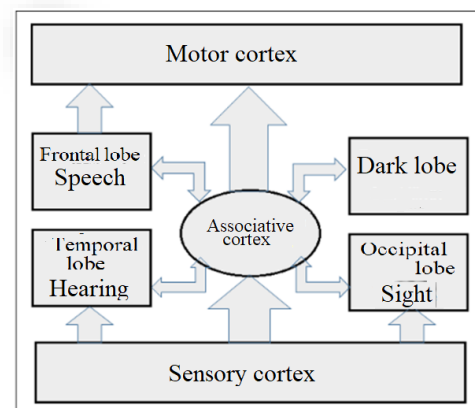 Motor cortex
Frontal lobe
Speech
Dark lobe
Associative
cortex
Temporal
lobe
Hearing
Occipital
lobe
Sight
Sensory cortex